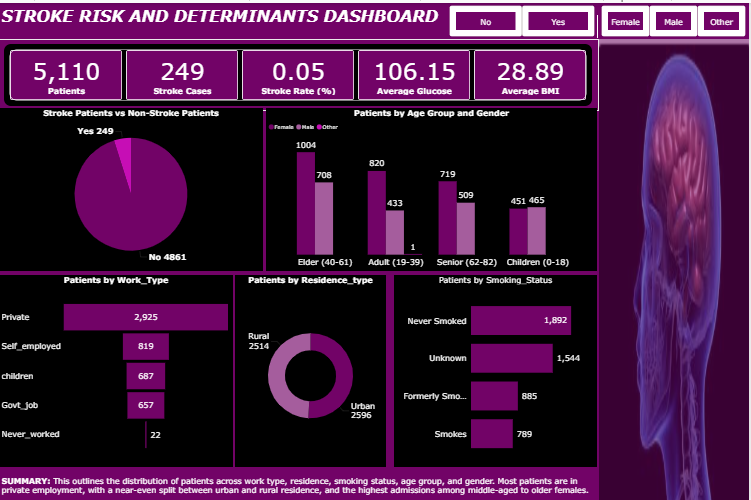 STROKE RISK AND DETERMINANTS DASHBOARD
No
Yes
Female
Male
Other
5,110
Patients
249
Stroke Cases
0.05
Stroke Rate (%)
106.15
Average Glucose
28.89
Average BMI
Stroke Patients vs Non-Stroke Patients
Yes 249
No 4861
Patients by Age Group and Gender
Female Male Other
1004
708
820
433
1
719
509
451
465
Elder (40-61)
Adult (19-39)
Senior (62-82)
Children (0-18)
Patients by Work_Type
Private
2,925
Self_employed
819
children
687
Govt_job
657
Never_worked
22
Patients by Residence_type
Rural
2514
Urban
2596
Patients by Smoking_Status
Never Smoked
1,892
Unknown
1,544
Formerly Smo...
885
Smokes
789
SUMMARY: This outlines the distribution of patients across work type, residence, smoking status, age group, and gender. Most patients are in
private employment, with a near-even split between urban and rural residence, and the highest admissions among middle-aged to older females.